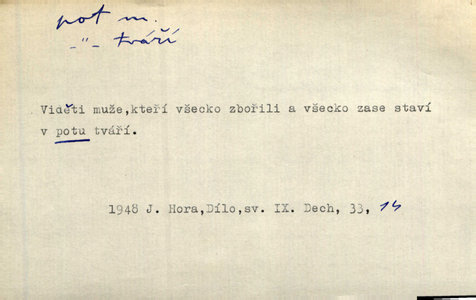 pot m.
-"- tváří
Viděti muže,kteří všecko zbořili a všecko zase staví
v potu tváří.
1948 J. Hora,Dílo,sv. IX. Dech, 33, 14